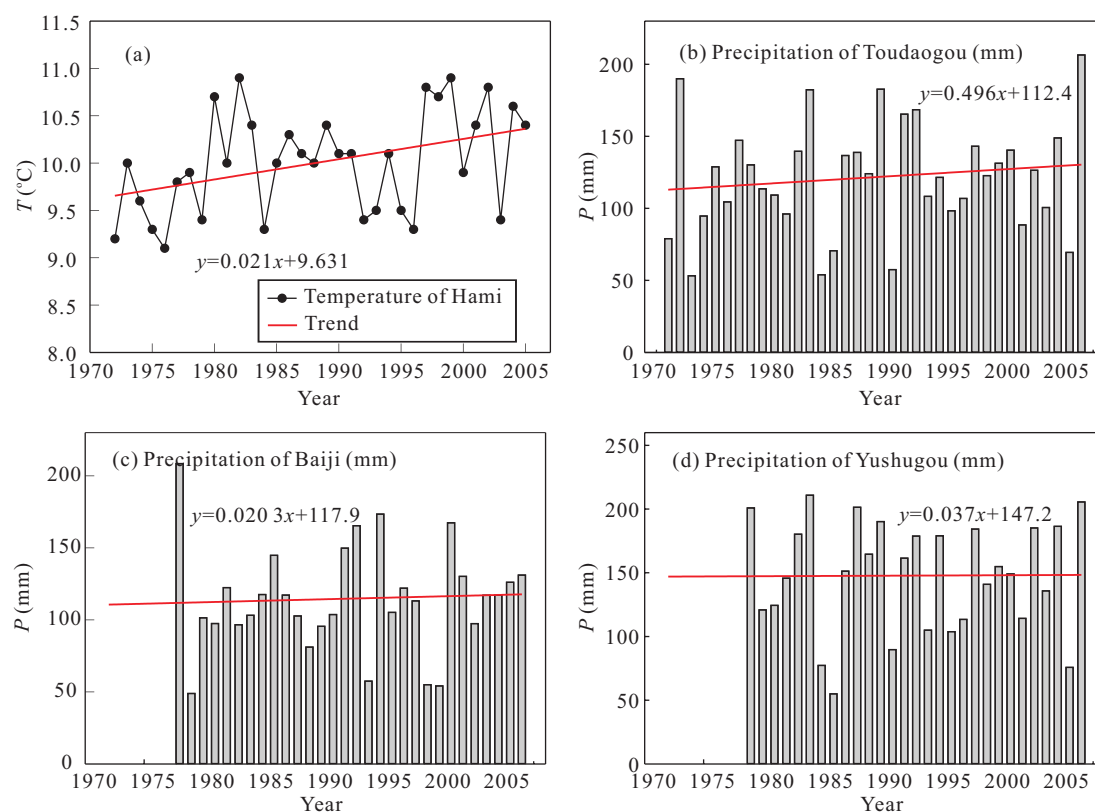 (a)
11.5
11.0
10.5
10.0
9.5
9.0
8.5
8.0
T (°C)
y=0.021x+9.631
Temperature of Hami
Trend
1970 1975 1980 1985 1990 1995 2000 2005
Year
(b) Precipitation of Toudaogou (mm)
200
150
100
50
0
P (mm)
y=0.496x+112.4
1970 1975 1980 1985 1990 1995 2000 2005
Year
(c) Precipitation of Baiji (mm)
200
150
100
50
0
P (mm)
y=0.020 3x+117.9
1970 1975 1980 1985 1990 1995 2000 2005
Year
(d) Precipitation of Yushugou (mm)
250
200
150
100
50
0
P (mm)
y=0.037x+147.2
1970 1975 1980 1985 1990 1995 2000 2005
Year